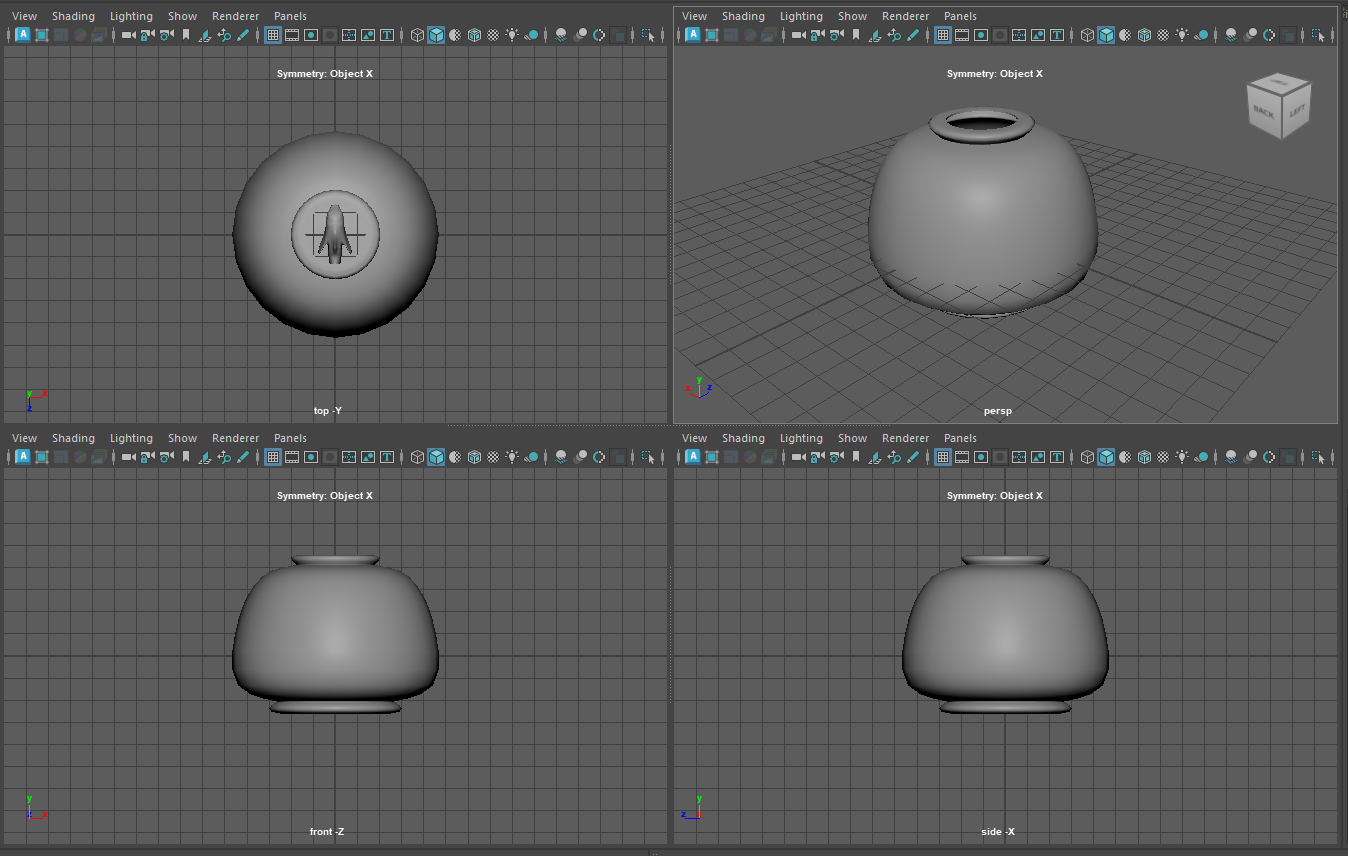 View Shading Lighting Show Renderer Panels
View Shading Lighting Show Renderer Panels
A
T
A
T
Symmetry: Object X
Symmetry: Object X
BACK LEFT
y x
z
x y z
top -Y
persp
View Shading Lighting Show Renderer Panels
View Shading Lighting Show Renderer Panels
A
T
A
T
Symmetry: Object X
Symmetry: Object X
y
z x
y
z
front -Z
side -X